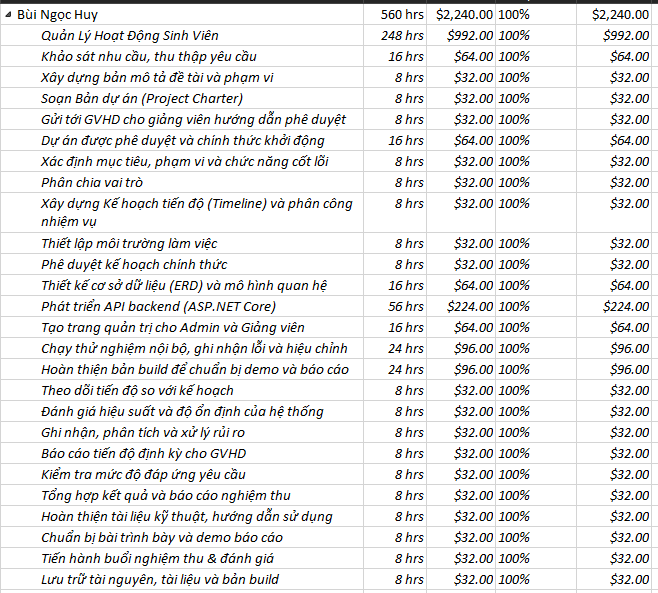 Bùi Ngọc Huy 560 hrs $2,240.00 100% $2,240.00
Quản Lý Hoạt Động Sinh Viên 248 hrs $992.00 100% $992.00
Khảo sát nhu cầu, thu thập yêu cầu 16 hrs $64.00 100% $64.00
Xây dựng bản mô tả đề tài và phạm vi 8 hrs $32.00 100% $32.00
Soạn Bản dự án (Project Charter) 8 hrs $32.00 100% $32.00
Gửi tới GVHD cho giảng viên hướng dẫn phê duyệt 8 hrs $32.00 100% $32.00
Dự án được phê duyệt và chính thức khởi động 16 hrs $64.00 100% $64.00
Xác định mục tiêu, phạm vi và chức năng cốt lõi 8 hrs $32.00 100% $32.00
Phân chia vai trò 8 hrs $32.00 100% $32.00
Xây dựng Kế hoạch tiến độ (Timeline) và phân công 8 hrs $32.00 100% $32.00
nhiệm vụ
Thiết lập môi trường làm việc 8 hrs $32.00 100% $32.00
Phê duyệt kế hoạch chính thức 8 hrs $32.00 100% $32.00
Thiết kế cơ sở dữ liệu (ERD) và mô hình quan hệ 16 hrs $64.00 100% $64.00
Phát triển API backend (ASP.NET Core) 56 hrs $224.00 100% $224.00
Tạo trang quản trị cho Admin và Giảng viên 16 hrs $64.00 100% $64.00
Chạy thử nghiệm nội bộ, ghi nhận lỗi và hiệu chỉnh 24 hrs $96.00 100% $96.00
Hoàn thiện bản build để chuẩn bị demo và báo cáo 24 hrs $96.00 100% $96.00
Theo dõi tiến độ so với kế hoạch 8 hrs $32.00 100% $32.00
Đánh giá hiệu suất và độ ổn định của hệ thống 8 hrs $32.00 100% $32.00
Ghi nhận, phân tích và xử lý rủi ro 8 hrs $32.00 100% $32.00
Báo cáo tiến độ định kỳ cho GVHD 8 hrs $32.00 100% $32.00
Kiểm tra mức độ đáp ứng yêu cầu 8 hrs $32.00 100% $32.00
Tổng hợp kết quả và báo cáo nghiệm thu 8 hrs $32.00 100% $32.00
Hoàn thiện tài liệu kỹ thuật, hướng dẫn sử dụng 8 hrs $32.00 100% $32.00
Chuẩn bị bài trình bày và demo báo cáo 8 hrs $32.00 100% $32.00
Tiến hành buổi nghiệm thu & đánh giá 8 hrs $32.00 100% $32.00
Lưu trữ tài nguyên, tài liệu và bản build 8 hrs $32.00 100% $32.00